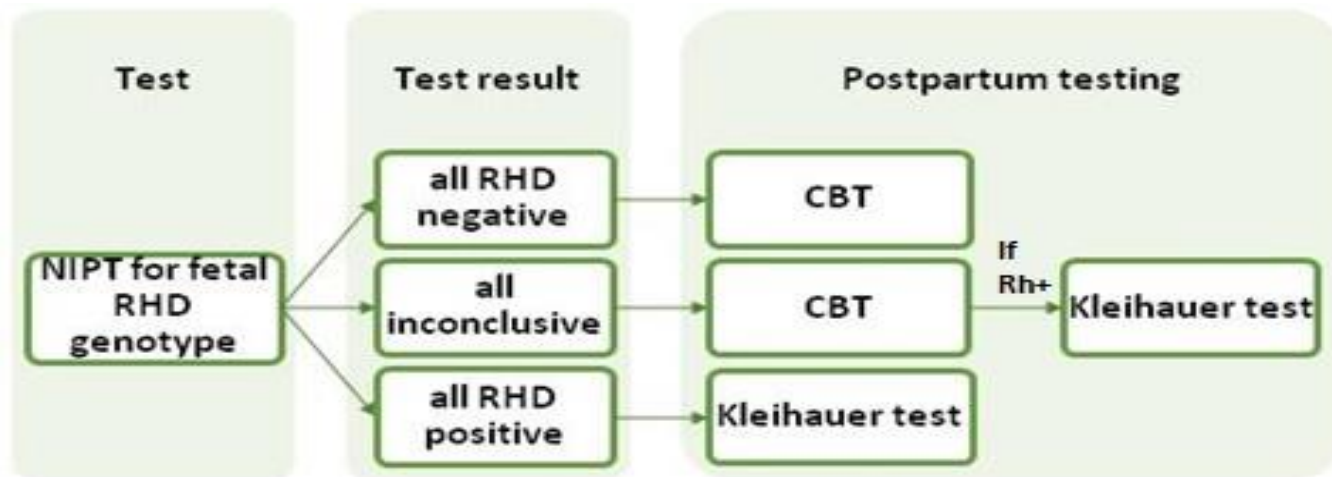 Test
Test result
Postpartum testing
all RHD
negative
CBT
NIPT for fetal
RHD
genotype
all
inconclusive
CBT
If
Rh+
Kleihauer test
all RHD
positive
Kleihauer test